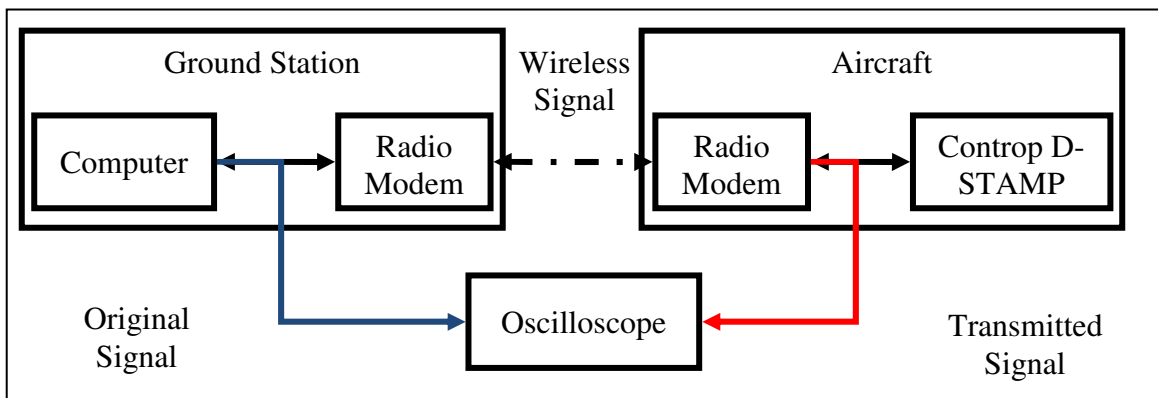 Ground Station
Wireless
Signal
Aircraft
Computer
Radio
Modem
Radio
Modem
Controp D-
STAMP
Original
Signal
Oscilloscope
Transmitted
Signal